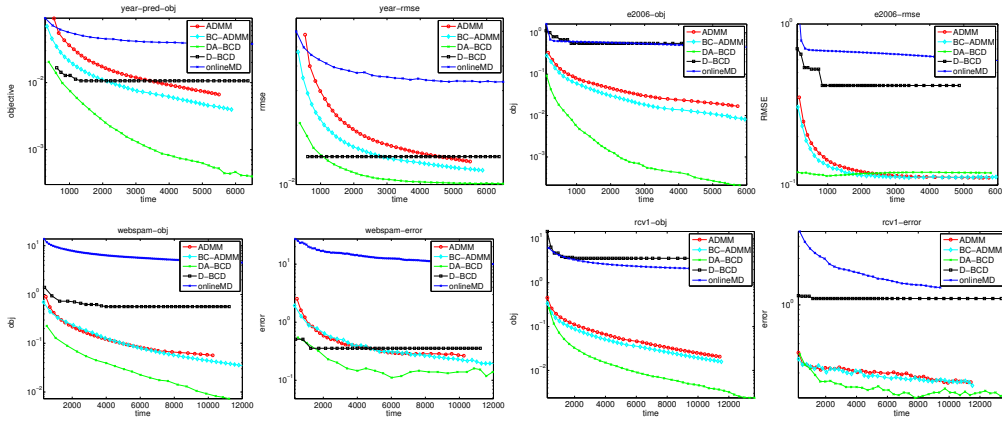 year-pred-obj
objective
10^-2
10^-3
1000 2000 3000 4000 5000 6000
time
ADMM
BC-ADMM
DA-BCD
D-BCD
onlineMD
year-rmse
rmse
10^-2
1000 2000 3000 4000 5000 6000
time
ADMM
BC-ADMM
DA-BCD
D-BCD
onlineMD
e2006-obj
obj
10^0
10^-1
10^-2
10^-3
1000 2000 3000 4000 5000 6000
time
ADMM
BC-ADMM
DA-BCD
D-BCD
onlineMD
e2006-rmse
RMSE
10^0
10^-1
1000 2000 3000 4000 5000 6000
time
ADMM
BC-ADMM
DA-BCD
D-BCD
onlineMD
webspam-obj
obj
10^1
10^0
10^-1
10^-2
2000 4000 6000 8000 10000 12000
time
ADMM
BC-ADMM
DA-BCD
D-BCD
onlineMD
webspam-error
error
10^1
10^0
10^-1
2000 4000 6000 8000 10000 12000
time
ADMM
BC-ADMM
DA-BCD
D-BCD
onlineMD
rcv1-obj
obj
10^1
10^0
10^-1
10^-2
2000 4000 6000 8000 10000 12000
time
ADMM
BC-ADMM
DA-BCD
D-BCD
onlineMD
rcv1-error
error
10^0
2000 4000 6000 8000 10000 12000
time
ADMM
BC-ADMM
DA-BCD
D-BCD
onlineMD